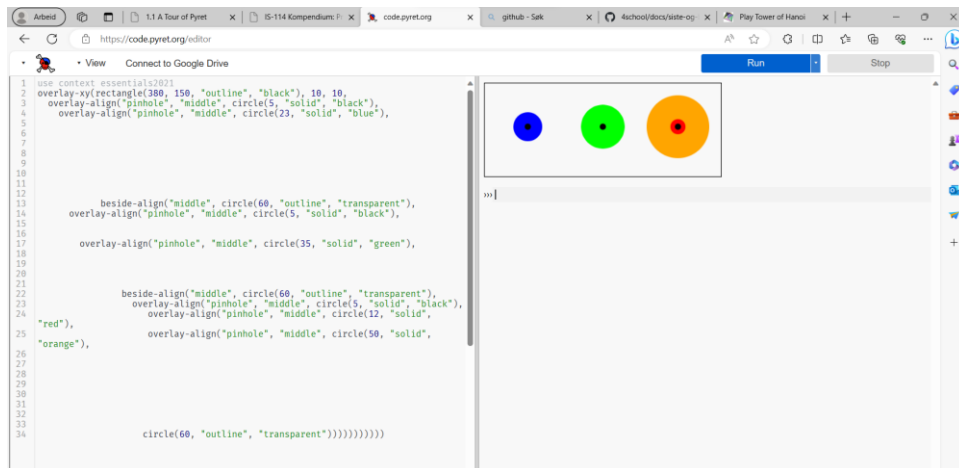 Arbeid
1.1 A Tour of Pyret
IS-114 Kompendium: P
code.pyret.org
github - Søk
4school/docs/siste-og-
Play Tower of Hanoi
https://code.pyret.org/editor
View
Connect to Google Drive
Run
Stop
1 use context essentials2021
2 overlay-xy(rectangle(380, 150, "outline", "black"), 10, 10,
3 overlay-align("pinhole", "middle", circle(5, "solid", "black"),
4 overlay-align("pinhole", "middle", circle(23, "solid", "blue"),
5
6
7
8
9
10
11
12
13 beside-align("middle", circle(60, "outline", "transparent"),
14 overlay-align("pinhole", "middle", circle(5, "solid", "black"),
15
16
17 overlay-align("pinhole", "middle", circle(35, "solid", "green"),
18
19
20
21
22 beside-align("middle", circle(60, "outline", "transparent"),
23 overlay-align("pinhole", "middle", circle(5, "solid", "black"),
24 overlay-align("pinhole", "middle", circle(12, "solid",
"red"),
25 overlay-align("pinhole", "middle", circle(50, "solid",
"orange"),
26
27
28
29
30
31
32
33
34 circle(60, "outline", "transparent")))))))))))
›››